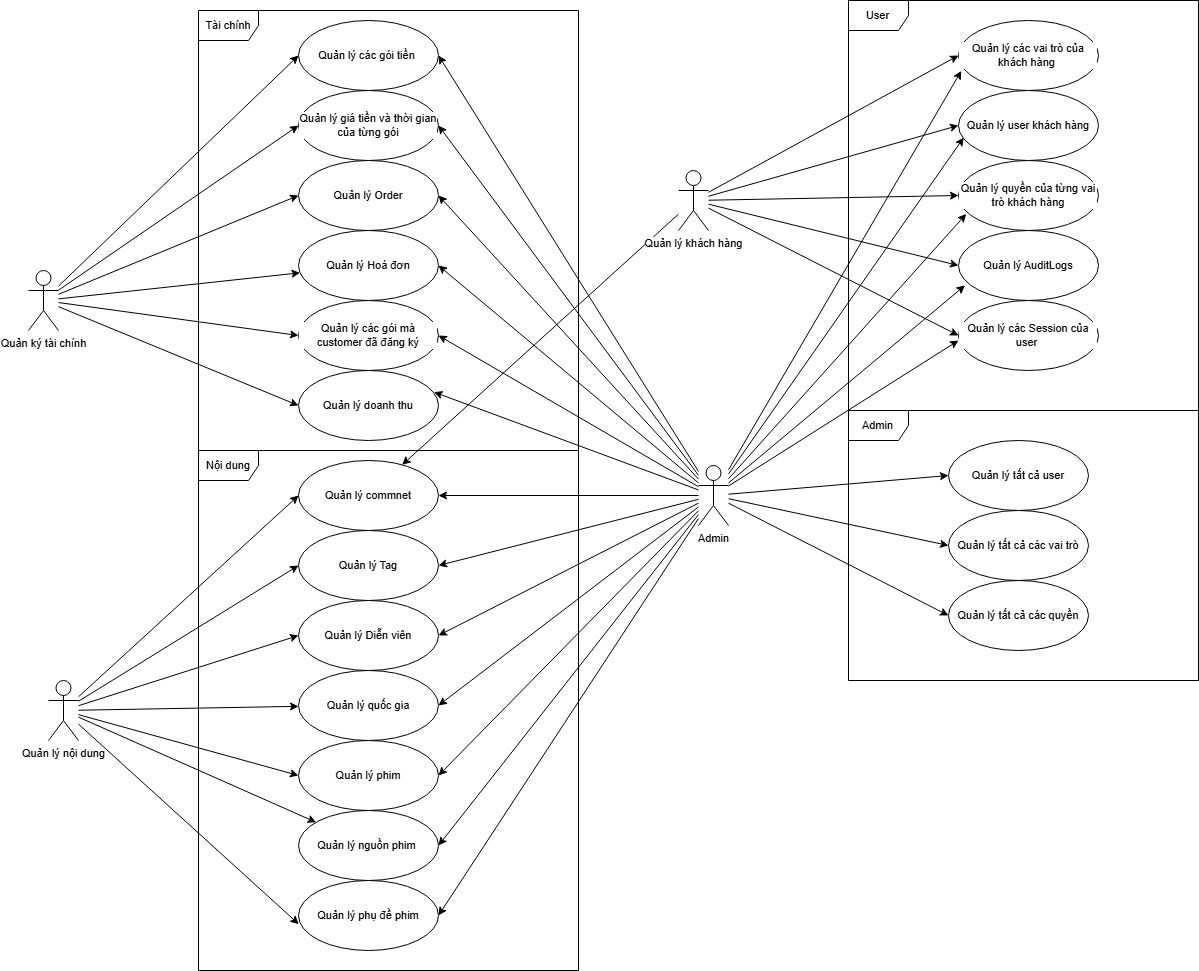 Tài chính
Quản lý các gói tiền
Quản lý giá tiền và thời gian
của từng gói
Quản lý Order
Quản lý Hoá đơn
Quản lý các gói mà
customer đã đăng ký
Quản lý doanh thu
Quản ký tài chính
Nội dung
Quản lý commnet
Quản lý Tag
Quản lý Diễn viên
Quản lý quốc gia
Quản lý phim
Quản lý nguồn phim
Quản lý phụ đề phim
Quản lý nội dung
Quản lý khách hàng
Admin
User
Quản lý các vai trò của
khách hàng
Quản lý user khách hàng
Quản lý quyền của từng vai
trò khách hàng
Quản lý AuditLogs
Quản lý các Session của
user
Admin
Quản lý tất cả user
Quản lý tất cả các vai trò
Quản lý tất cả các quyền